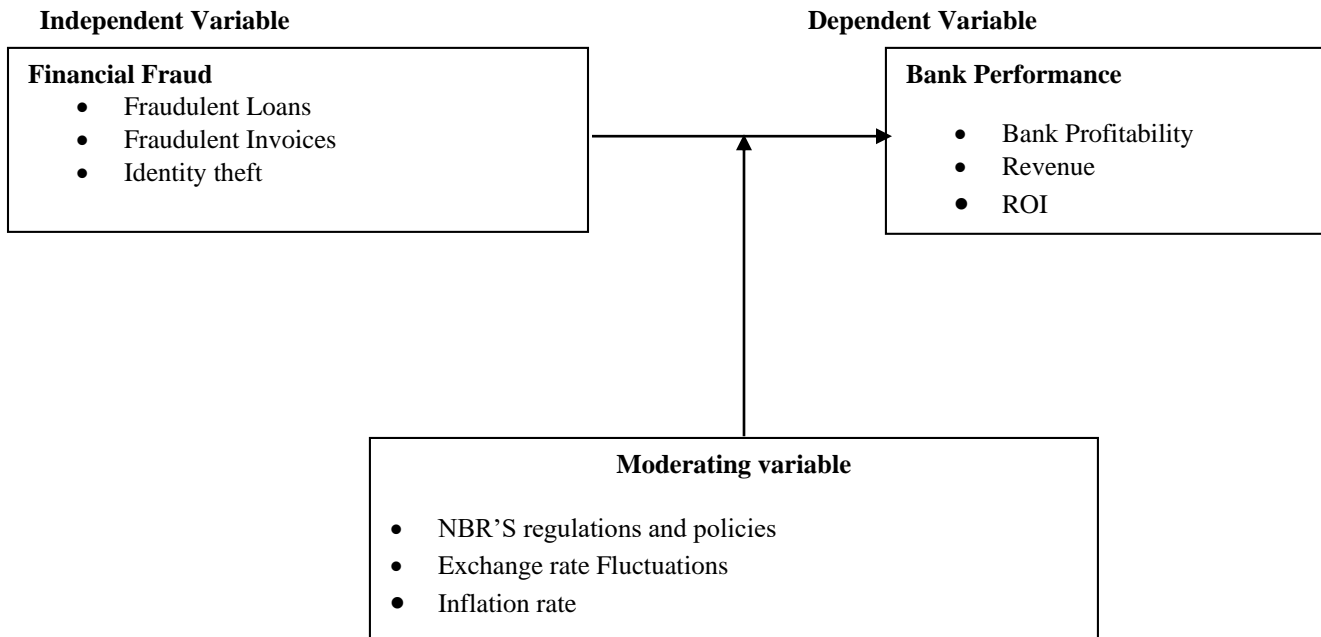 Independent Variable
Dependent Variable
Financial Fraud
• Fraudulent Loans
• Fraudulent Invoices
• Identity theft
Bank Performance
• Bank Profitability
• Revenue
• ROI
Moderating variable
• NBR’S regulations and policies
• Exchange rate Fluctuations
• Inflation rate